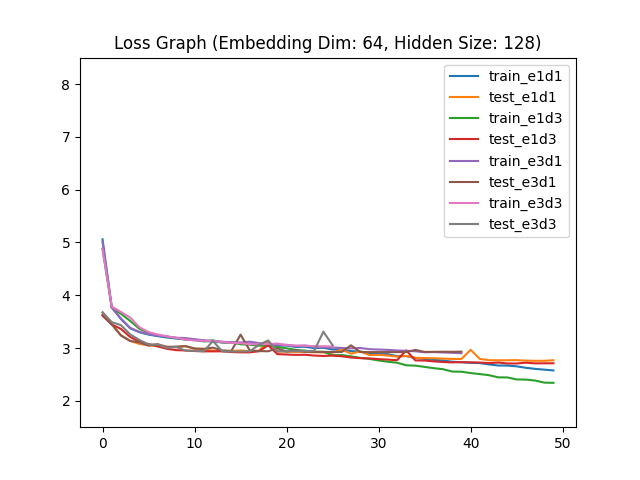 Loss Graph (Embedding Dim: 64, Hidden Size: 128)
8
7
6
5
4
3
2
0
10
20
30
40
50
train_e1d1
test_e1d1
train_e1d3
test_e1d3
train_e3d1
test_e3d1
train_e3d3
test_e3d3